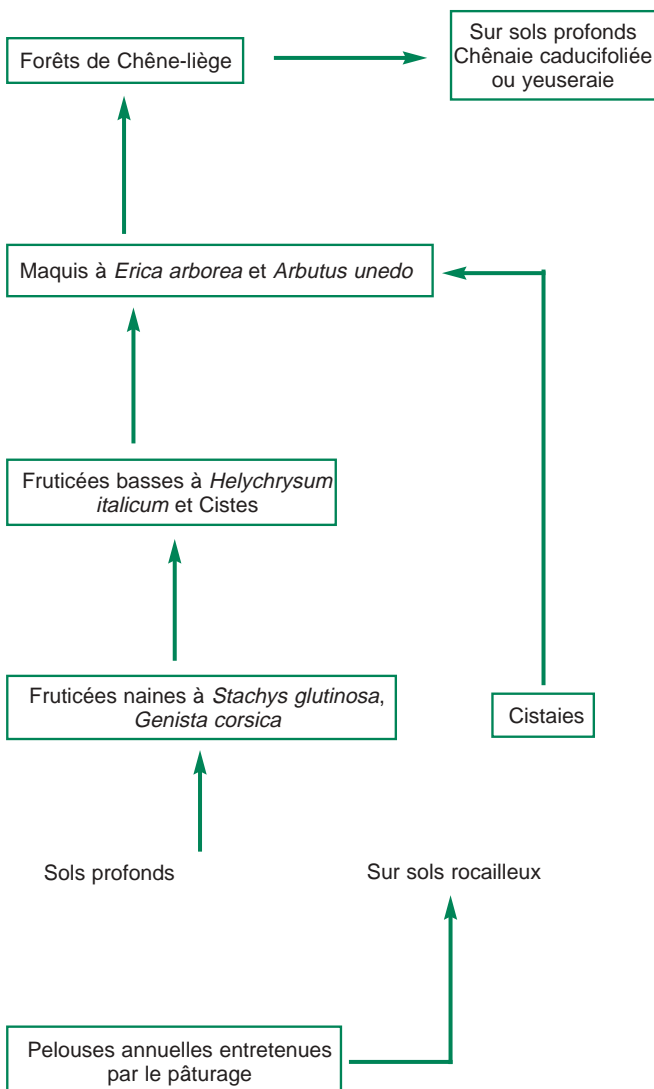 Forêts de Chêne-liège
Sur sols profonds
Chênaie caducifoliée
ou yeuseraie
Maquis à Erica arborea et Arbutus unedo
Fruticées basses à Helychrysum
italicum et Cistes
Fruticées naines à Stachys glutinosa,
Genista corsica
Cistaies
Sols profonds
Sur sols rocailleux
Pelouses annuelles entretenues
par le pâturage